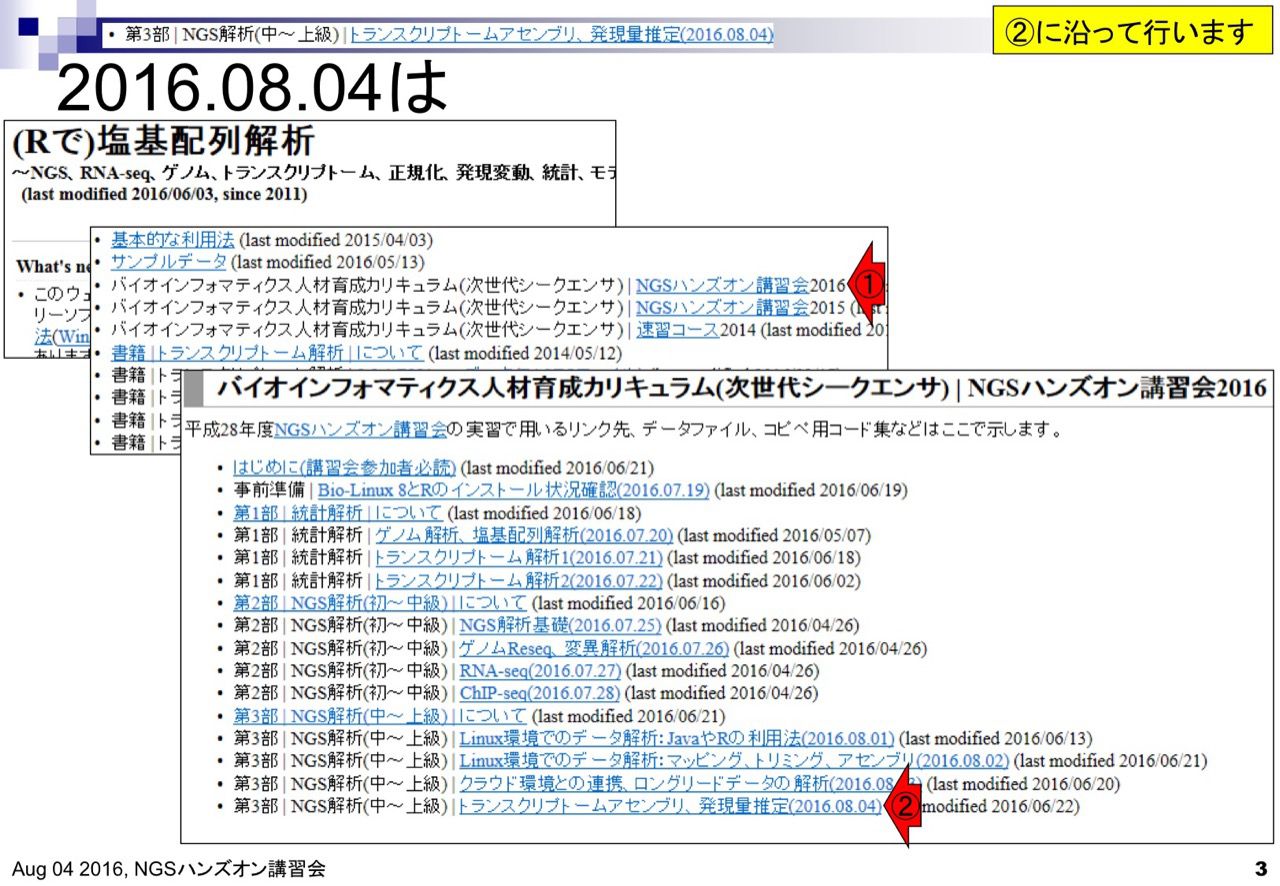 • 第3部 | NGS解析(中～上級) | トランスクリプトームアセンブリ、発現量推定(2016.08.04)
②に沿って行います
2016.08.04は
(Rで)塩基配列解析
～NGS、RNA-seq、ゲノム、トランスクリプトーム、正規化、発現変動、統計、モデ
(last modified 2016/06/03, since 2011)
What's ne
• このウェ
リーソフ
法(Win
あります
• 基本的な利用法 (last modified 2015/04/03)
• サンプルデータ (last modified 2016/05/13)
• バイオインフォマティクス人材育成カリキュラム(次世代シークエンサ) | NGSハンズオン講習会2016
①
• バイオインフォマティクス人材育成カリキュラム(次世代シークエンサ) | NGSハンズオン講習会2015
• バイオインフォマティクス人材育成カリキュラム(次世代シークエンサ) | 速習コース2014 (last modified 201
• 書籍 | トランスクリプトーム解析 | について (last modified 2014/05/12)
• 書籍 | トラ
• 書籍 | トラ
• 書籍 | トラ
• 書籍 | トラ
バイオインフォマティクス人材育成カリキュラム(次世代シークエンサ) | NGSハンズオン講習会2016
平成28年度NGSハンズオン講習会の実習で用いるリンク先、データファイル、コピペ用コード集などはここで示します。
• はじめに(講習会参加者必読) (last modified 2016/06/21)
• 事前準備 | Bio-Linux 8とRのインストール状況確認(2016.07.19) (last modified 2016/06/19)
• 第1部 | 統計解析 | について (last modified 2016/06/18)
• 第1部 | 統計解析 | ゲノム解析、塩基配列解析(2016.07.20) (last modified 2016/05/07)
• 第1部 | 統計解析 | トランスクリプトーム解析1(2016.07.21) (last modified 2016/06/18)
• 第1部 | 統計解析 | トランスクリプトーム解析2(2016.07.22) (last modified 2016/06/02)
• 第2部 | NGS解析(初～中級) | について (last modified 2016/06/16)
• 第2部 | NGS解析(初～中級) | NGS解析基礎(2016.07.25) (last modified 2016/04/26)
• 第2部 | NGS解析(初～中級) | ゲノムReseq、変異解析(2016.07.26) (last modified 2016/04/26)
• 第2部 | NGS解析(初～中級) | RNA-seq(2016.07.27) (last modified 2016/04/26)
• 第2部 | NGS解析(初～中級) | ChIP-seq(2016.07.28) (last modified 2016/04/26)
• 第3部 | NGS解析(中～上級) | について (last modified 2016/06/21)
• 第3部 | NGS解析(中～上級) | Linux環境でのデータ解析：JavaやRの利用法(2016.08.01) (last modified 2016/06/13)
• 第3部 | NGS解析(中～上級) | Linux環境でのデータ解析：マッピング、トリミング、アセンブリ(2016.08.02) (last modified 2016/06/21)
• 第3部 | NGS解析(中～上級) | クラウド環境との連携、ロングリードデータの解析(2016.08. (last modified 2016/06/20)
• 第3部 | NGS解析(中～上級) | トランスクリプトームアセンブリ、発現量推定(2016.08.04) modified 2016/06/22)
②
Aug 04 2016, NGSハンズオン講習会
3